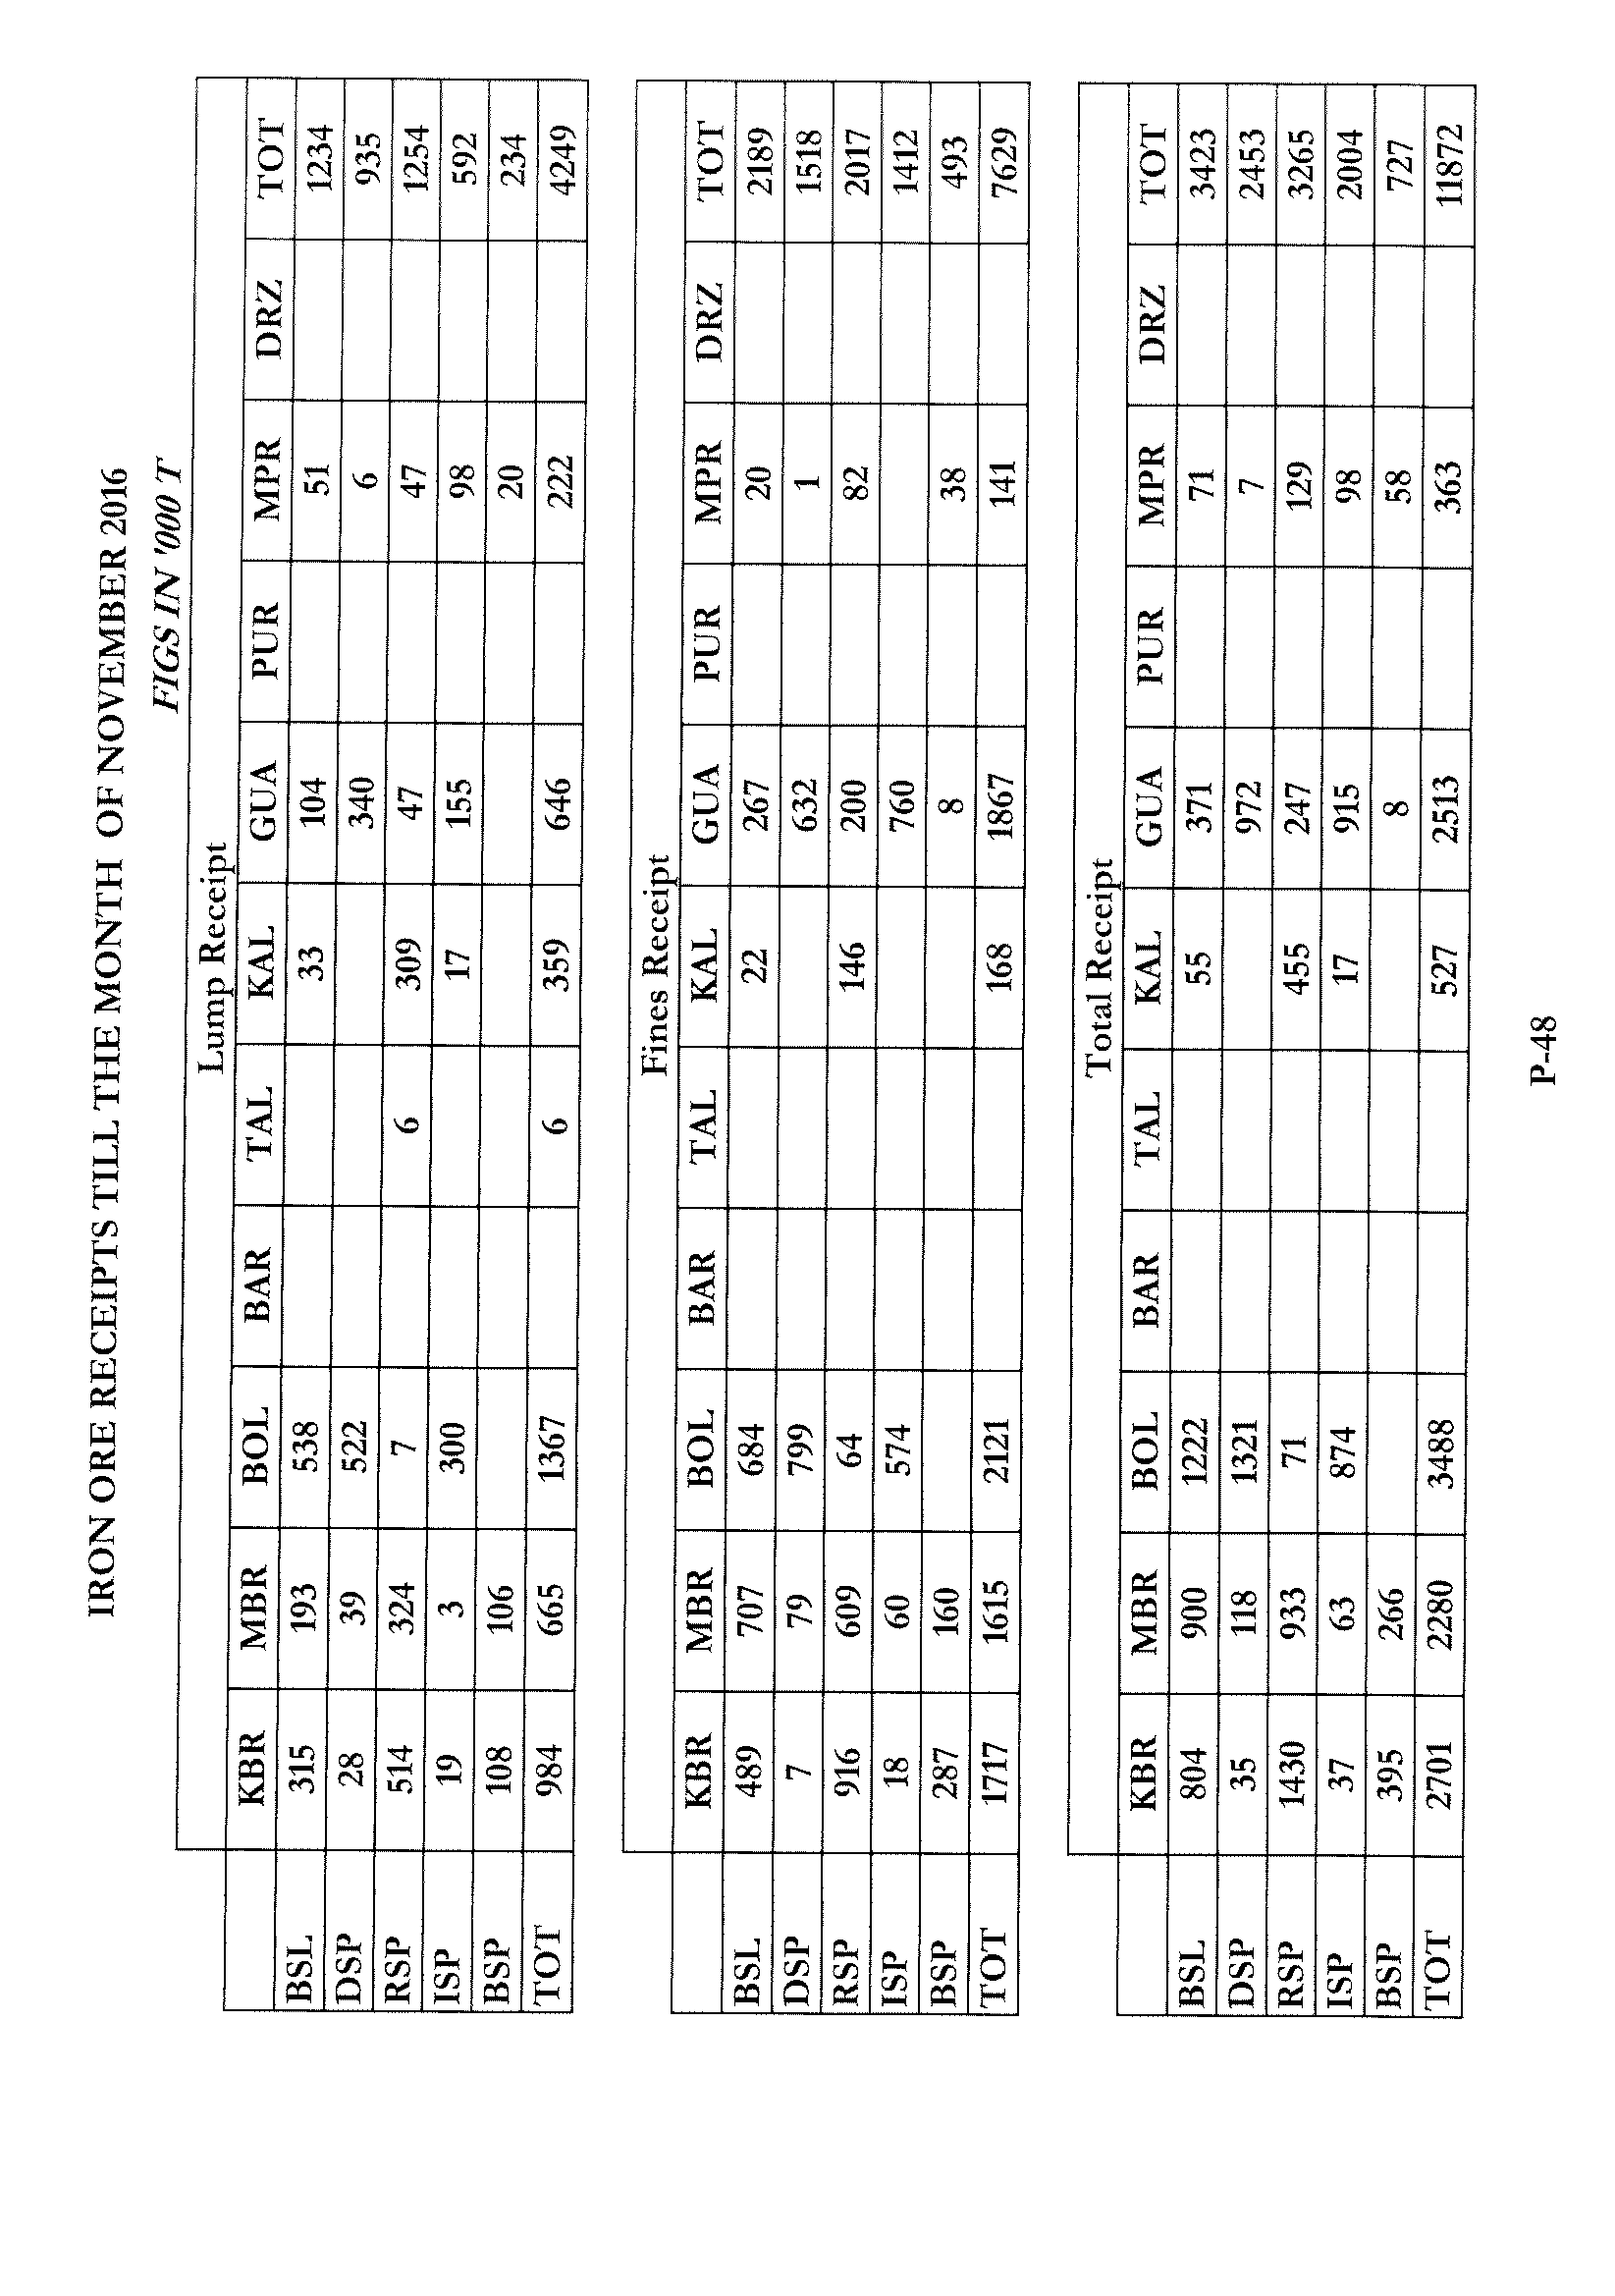 IRON ORE RECEIPTS TILL THE MONTH OF NOVEMBER 2016
FIGS IN '000 T
Lump Receipt
KBR MBR BOL BAR TAL KAL GUA PUR MPR DRZ TOT
BSL 315 193 538 33 104 51 1234
DSP 28 39 522 340 6 935
RSP 514 324 7 6 309 47 47 1254
ISP 19 3 300 17 155 98 592
BSP 108 106 20 234
TOT 984 665 1367 6 359 646 222 4249
Fines Receipt
KBR MBR BOL BAR TAL KAL GUA PUR MPR DRZ TOT
BSL 489 707 684 22 267 20 2189
DSP 7 79 799 632 1 1518
RSP 916 609 64 146 200 82 2017
ISP 18 60 574 760 1412
BSP 287 160 8 38 493
TOT 1717 1615 2121 168 1867 141 7629
Total Receipt
KBR MBR BOL BAR TAL KAL GUA PUR MPR DRZ TOT
BSL 804 900 1222 55 371 71 3423
DSP 35 118 1321 972 7 2453
RSP 1430 933 71 455 247 129 3265
ISP 37 63 874 17 915 98 2004
BSP 395 266 8 58 727
TOT 2701 2280 3488 527 2513 363 11872
P-48